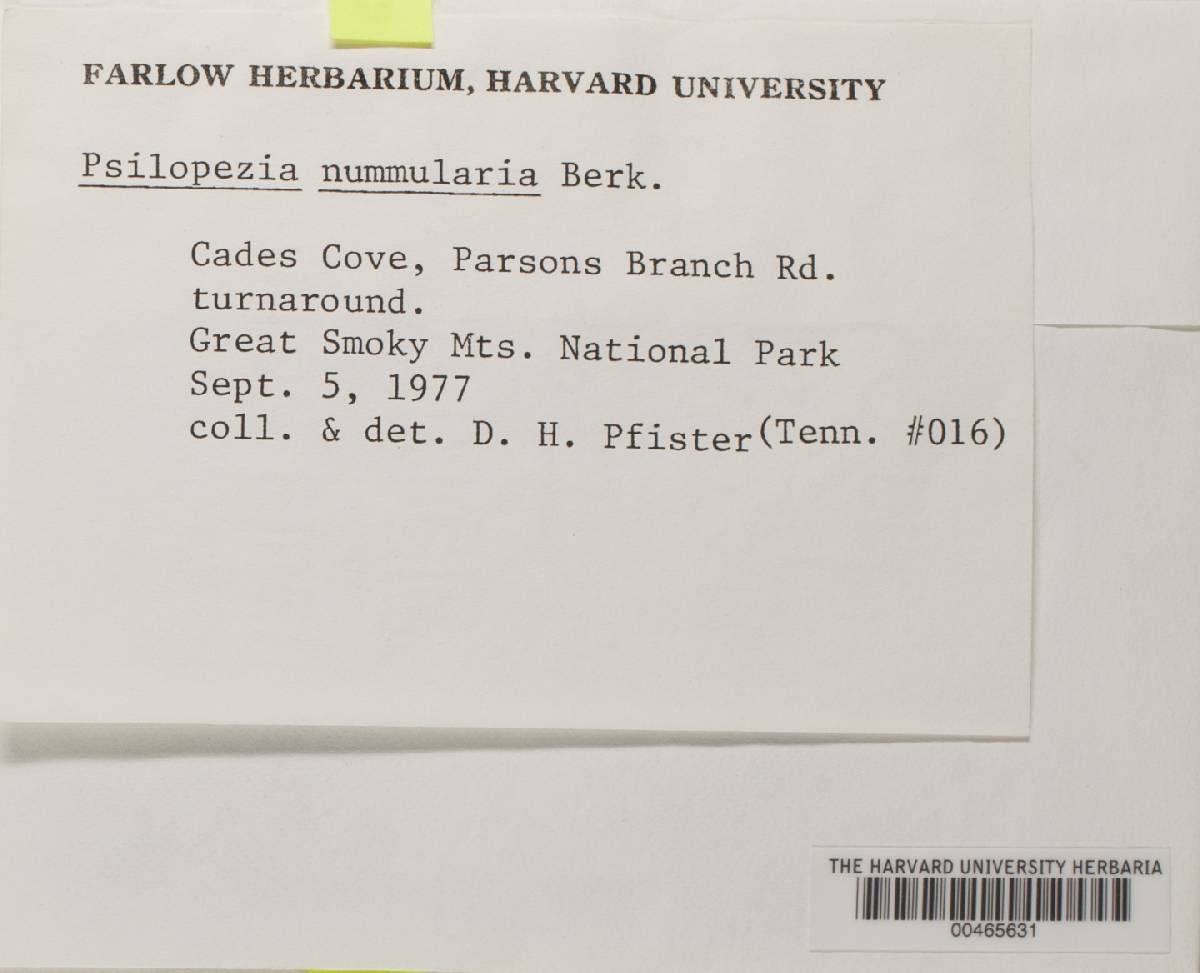 FARLOW HERBARIUM, HARVARD UNIVERSITY
Psilopezia nummularia Berk.
Cades Cove, Parsons Branch Rd.
turnaround.
Great Smoky Mts. National Park
Sept. 5, 1977
coll. & det. D. H. Pfister(Tenn. #016)
THE HARVARD UNIVERSITY HERBARIA
00465631